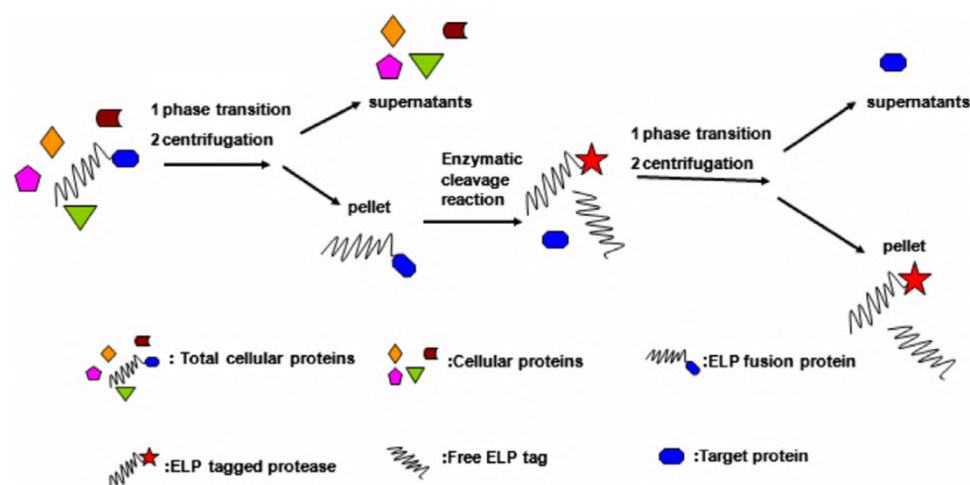 1 phase transition
2 centrifugation
supernatants
pellet
Enzymatic
cleavage
reaction
1 phase transition
2 centrifugation
supernatants
pellet
: Total cellular proteins
:Cellular proteins
:ELP fusion protein
:ELP tagged protease
:Free ELP tag
:Target protein